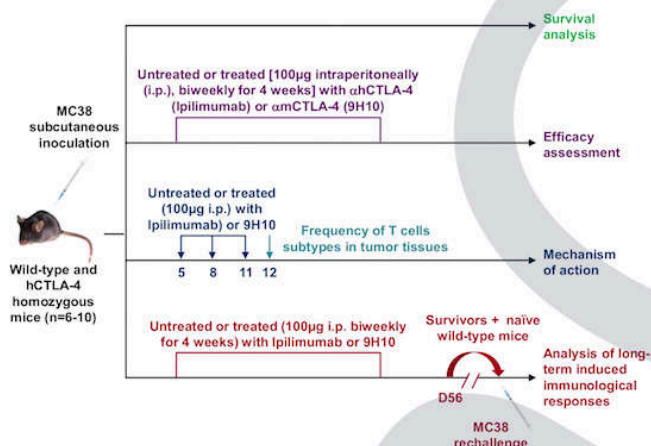 Survival
analysis
Untreated or treated [100µg intraperitoneally
(i.p.), biweekly for 4 weeks] with αhCTLA-4
(Ipilimumab) or αmCTLA-4 (9H10)
MC38
subcutaneous
inoculation
Efficacy
assessment
Untreated or treated
(100µg i.p.) with
Ipilimumab) or 9H10
Frequency of T cells
subtypes in tumor tissues
5 8 11 12
Mechanism
of action
Wild-type and
hCTLA-4
homozygous
mice (n=6-10)
Untreated or treated (100µg i.p. biweekly
for 4 weeks) with Ipilimumab or 9H10
Survivors + naïve
wild-type mice
D56
Analysis of long-
term induced
immunological
responses
MC38
rechallenge